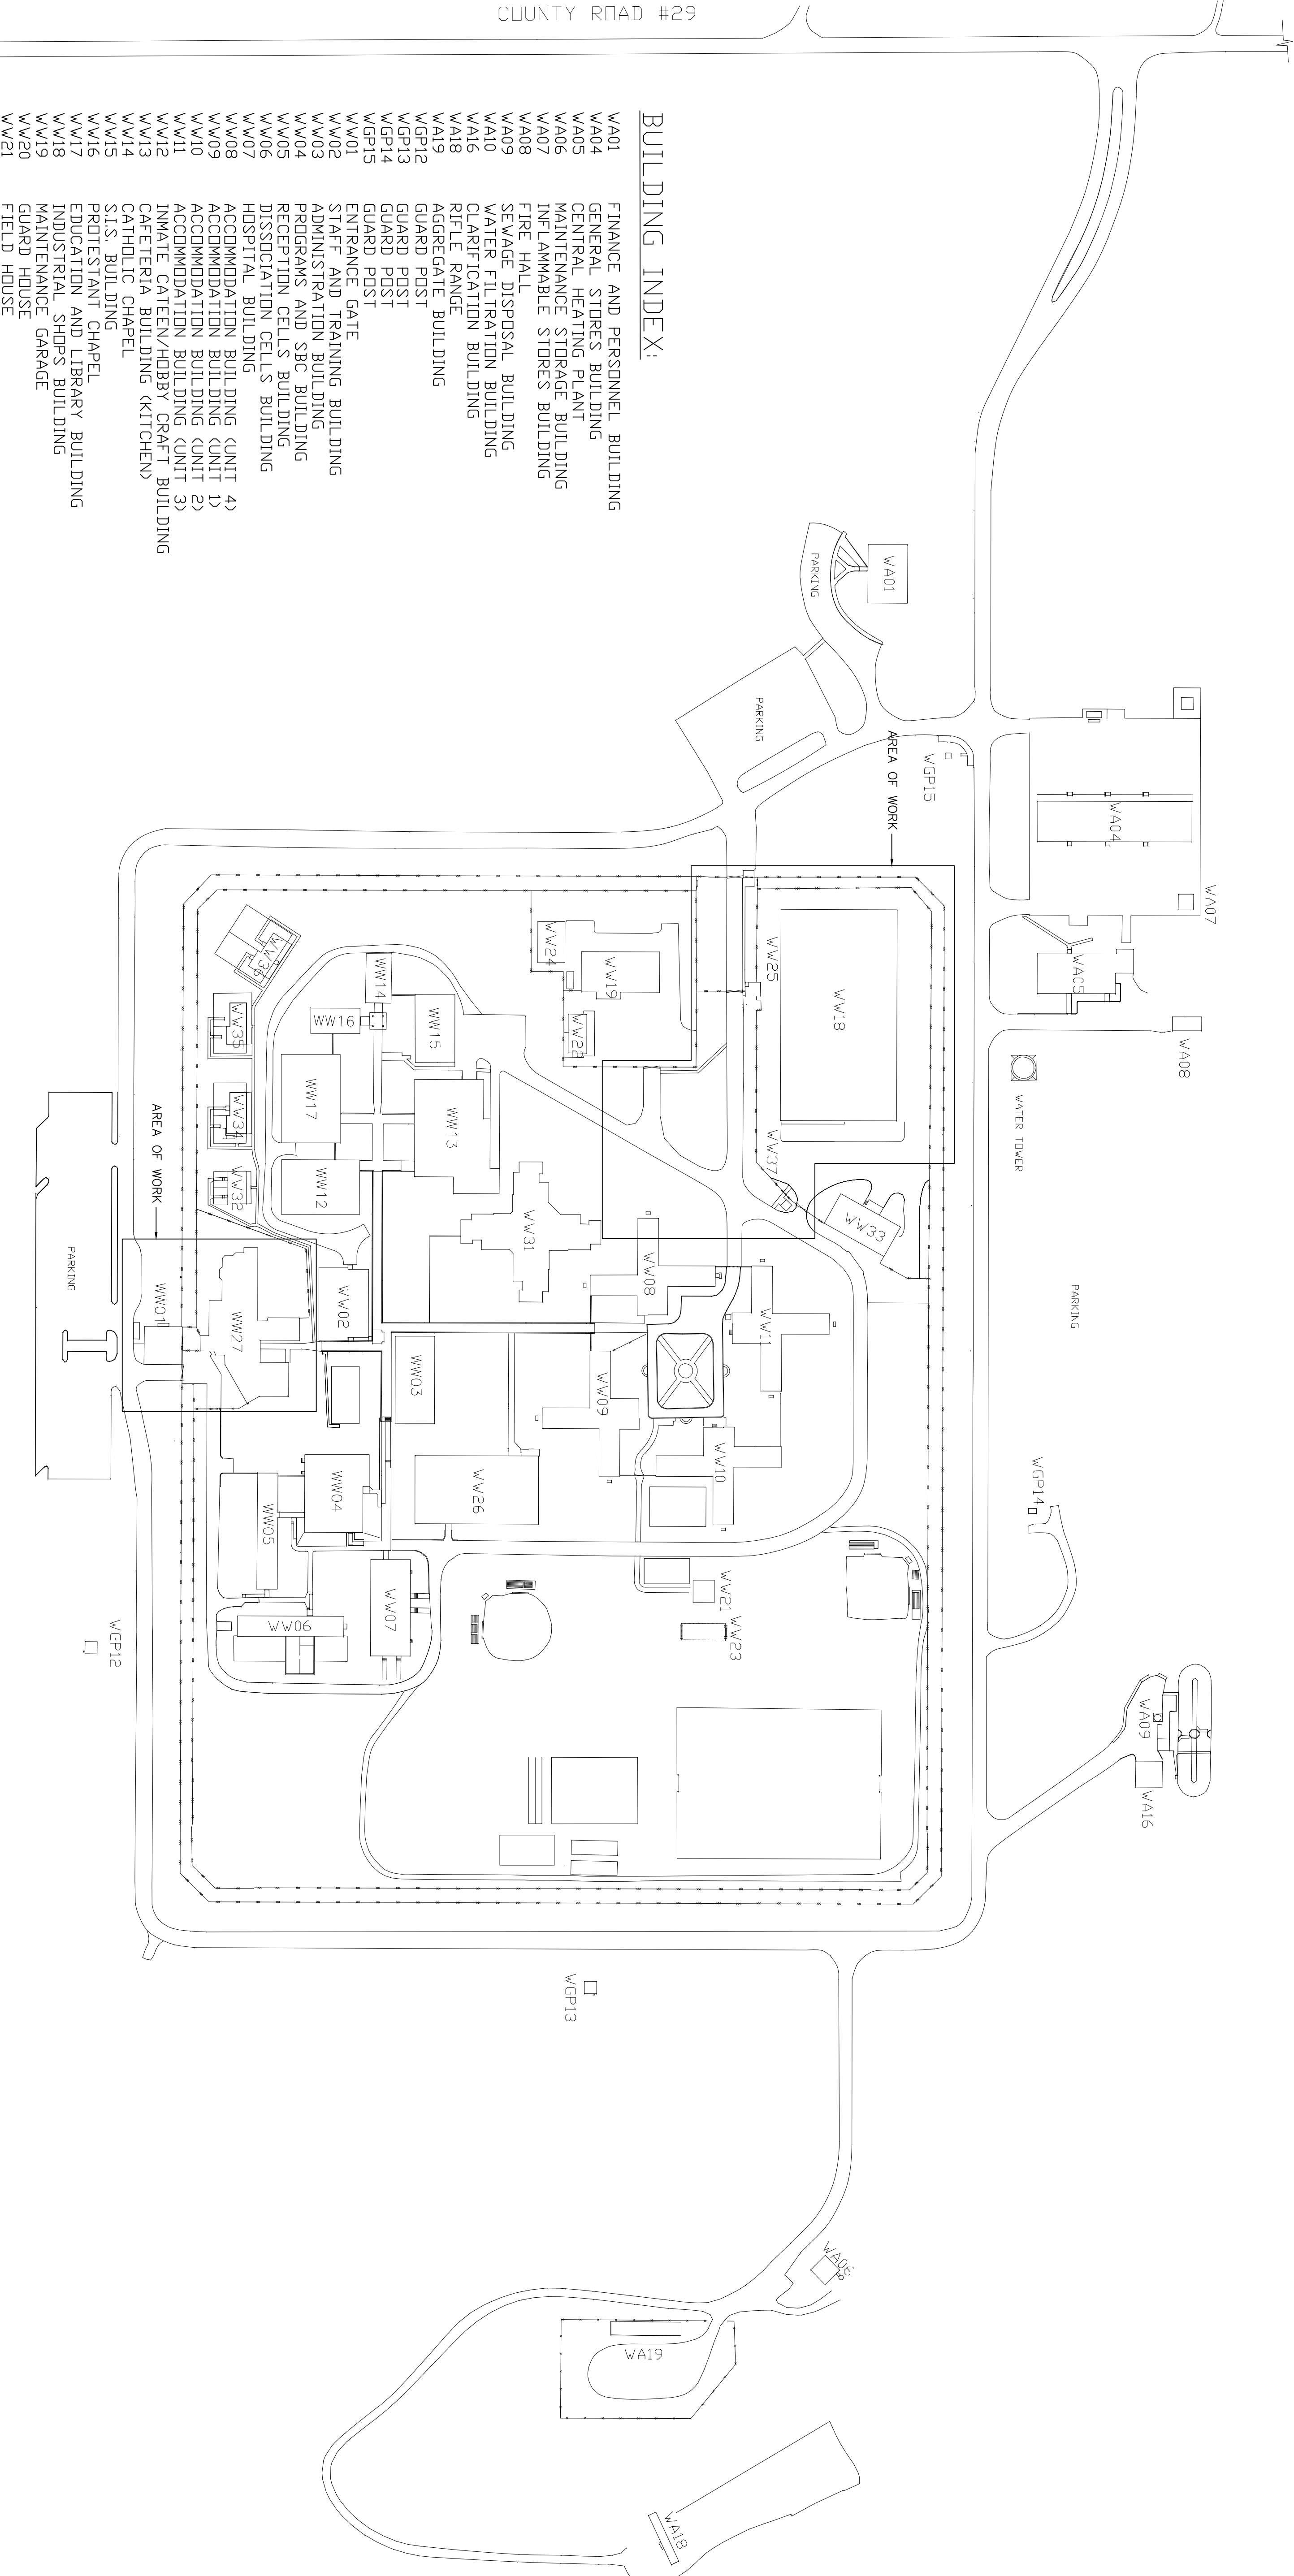 COUNTY ROAD #29
BUILDING INDEX:
WA01 FINANCE AND PERSONNEL BUILDING
WA04 GENERAL STORES BUILDING
WA05 CENTRAL HEATING PLANT
WA06 MAINTENANCE STORAGE BUILDING
WA07 INFLAMMABLE STORES BUILDING
WA08 FIRE HALL
WA09 SEWAGE DISPOSAL BUILDING
WA10 WATER FILTRATION BUILDING
WA16 CLARIFICATION BUILDING
WA18 RIFLE RANGE
WA19 AGGREGATE BUILDING
WGP12 GUARD POST
WGP13 GUARD POST
WGP14 GUARD POST
WGP15 GUARD POST
WW01 ENTRANCE GATE
WW02 STAFF AND TRAINING BUILDING
WW03 ADMINISTRATION BUILDING
WW04 PROGRAMS AND SBC BUILDING
WW05 RECEPTION CELLS BUILDING
WW06 DISSOCIATION CELLS BUILDING
WW07 HOSPITAL BUILDING
WW08 ACCOMMODATION BUILDING (UNIT 4)
WW09 ACCOMMODATION BUILDING (UNIT 1)
WW10 ACCOMMODATION BUILDING (UNIT 2)
WW11 ACCOMMODATION BUILDING (UNIT 3)
WW12 INMATE CATEEN/HOBBY CRAFT BUILDING
WW13 CAFETERIA BUILDING (KITCHEN)
WW14 CATHOLIC CHAPEL
WW15 S.I.S. BUILDING
WW16 PROTESTANT CHAPEL
WW17 EDUCATION AND LIBRARY BUILDING
WW18 INDUSTRIAL SHOPS BUILDING
WW19 MAINTENANCE GARAGE
WW20 GUARD HOUSE
WW21 FIELD HOUSE
WA01
PARKING
PARKING
AREA OF WORK
WGP15
WA04
WA07
WA05
WA08
WATER TOWER
PARKING
WW18
WW25
WW37
WW33
WW24
WW19
WW22
WW14
WW16
WW15
WW17
WW13
WW12
WW36
WW35
WW34
WW32
AREA OF WORK
PARKING
WW01
WW27
WW02
WW31
WW08
WW11
WW03
WW09
WW10
WW26
WW04
WW05
WW06
WW07
WW21
WW23
WGP14
WGP12
WA09
WA16
WGP13
WA06
WA19
WA18